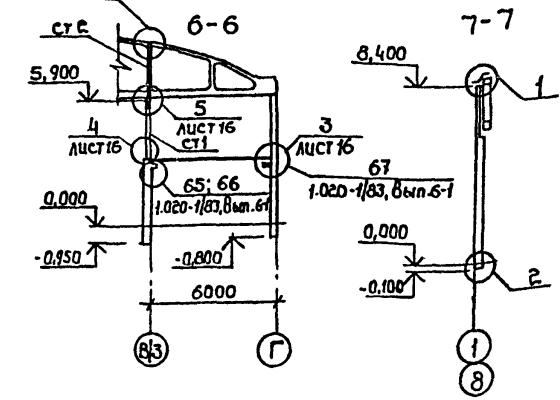 6-6
7-7
ст2
5,900
8,400
5
лист 16
ст1
4
лист 16
3
лист 16
1
65; 66
1.020-1/83, Вып.6-1
67
1.020-1/83, Вып.6-1
0,000
-0,950
-0,800
0,000
-0,100
2
6000
В/3
Г
1
8